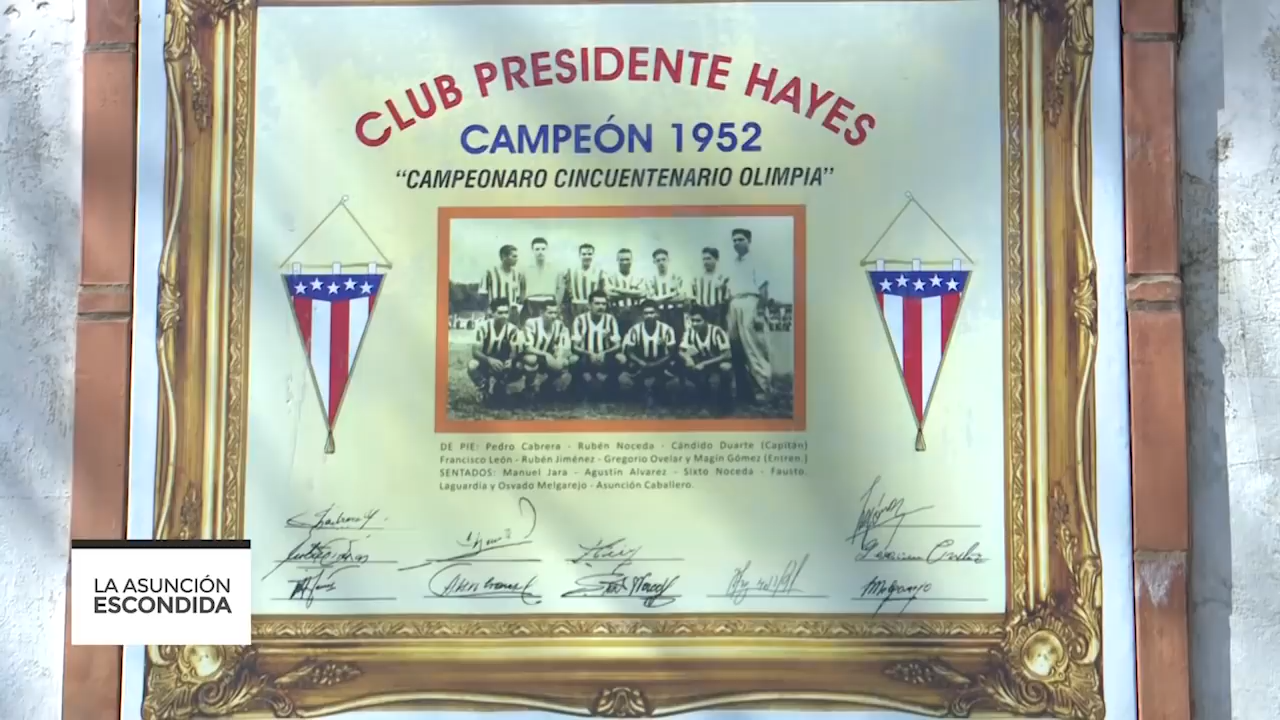 CLUB PRESIDENTE HAYES
CAMPEÓN 1952
“CAMPEONARO CINCUENTENARIO OLIMPIA”
DE PIE: Pedro Cabrera - Rubén Noceda - Cándido Duarte (Capitán)
Francisco León - Rubén Jiménez - Gregorio Ovelar y Magín Gómez (Entren.)
SENTADOS: Manuel Jara - Agustín Alvarez - Sixto Noceda - Fausto.
Laguardia y Osvado Melgarejo - Asunción Caballero.
Melgarejo
LA ASUNCIÓN
ESCONDIDA